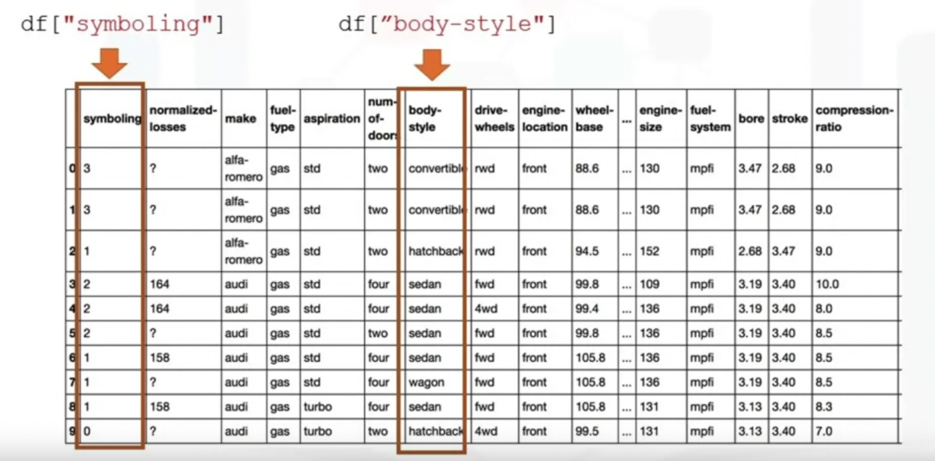 df["symboling"] df["body-style"]
symboling normalized-losses make fuel-type aspiration num-of-doors body-style drive-wheels engine-location wheel-base ... engine-size fuel-system bore stroke compression-ratio
0 3 ? alfa-romero gas std two convertible rwd front 88.6 ... 130 mpfi 3.47 2.68 9.0
1 3 ? alfa-romero gas std two convertible rwd front 88.6 ... 130 mpfi 3.47 2.68 9.0
2 1 ? alfa-romero gas std two hatchback rwd front 94.5 ... 152 mpfi 2.68 3.47 9.0
3 2 164 audi gas std four sedan fwd front 99.8 ... 109 mpfi 3.19 3.40 10.0
4 2 164 audi gas std four sedan 4wd front 99.4 ... 136 mpfi 3.19 3.40 8.0
5 2 ? audi gas std two sedan fwd front 99.8 ... 136 mpfi 3.19 3.40 8.5
6 1 158 audi gas std four sedan fwd front 105.8 ... 136 mpfi 3.19 3.40 8.5
7 1 ? audi gas std four wagon fwd front 105.8 ... 136 mpfi 3.19 3.40 8.5
8 1 158 audi gas turbo four sedan fwd front 105.8 ... 131 mpfi 3.13 3.40 8.3
9 0 ? audi gas turbo two hatchback 4wd front 99.5 ... 131 mpfi 3.13 3.40 7.0